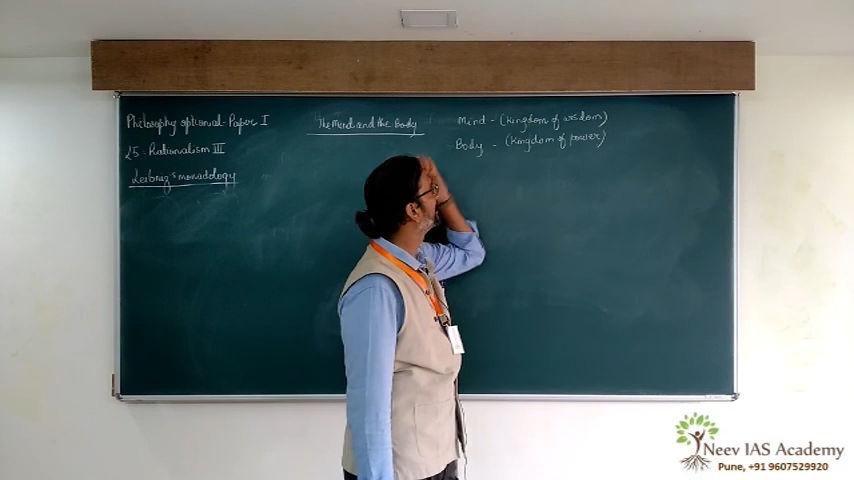 Philosophy optional - Paper I
L5: Rationalism III
Leibniz's monadology
The Mind and the Body
Mind - (kingdom of wisdom)
Body - (kingdom of power)
Neev IAS Academy
Pune, +91 9607529920